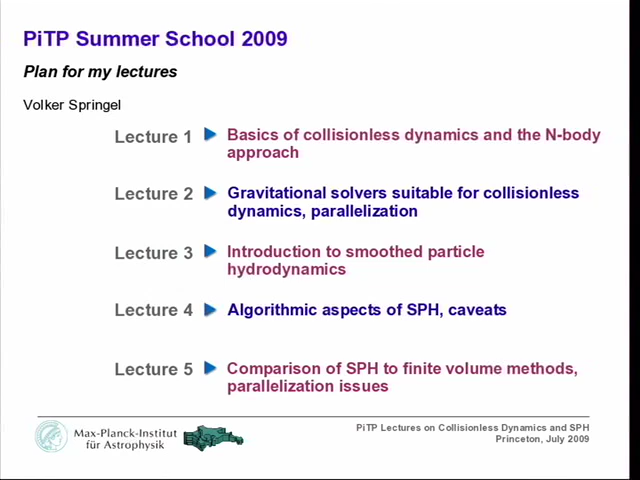 PiTP Summer School 2009
Plan for my lectures
Volker Springel
Lecture 1 Basics of collisionless dynamics and the N-body
approach
Lecture 2 Gravitational solvers suitable for collisionless
dynamics, parallelization
Lecture 3 Introduction to smoothed particle
hydrodynamics
Lecture 4 Algorithmic aspects of SPH, caveats
Lecture 5 Comparison of SPH to finite volume methods,
parallelization issues
Max-Planck-Institut
für Astrophysik
PiTP Lectures on Collisionless Dynamics and SPH
Princeton, July 2009